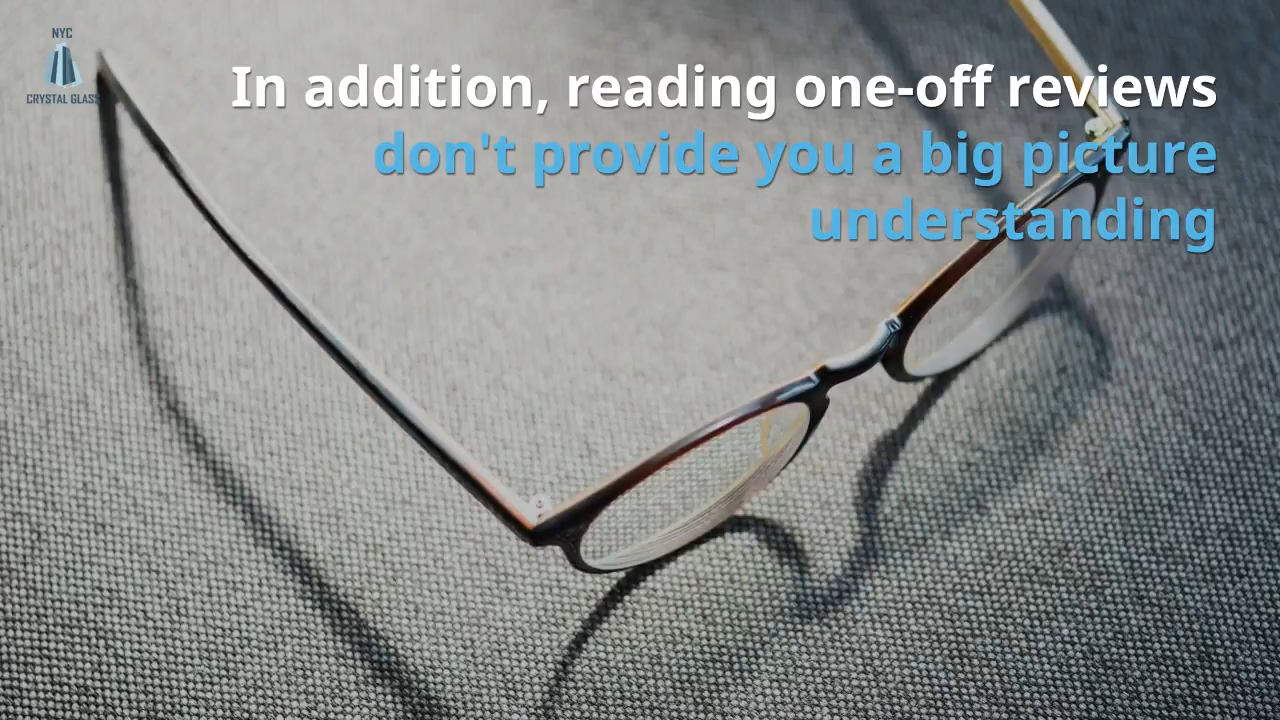 NYC
CRYSTAL GLASS
In addition, reading one-off reviews
don't provide you a big picture
understanding